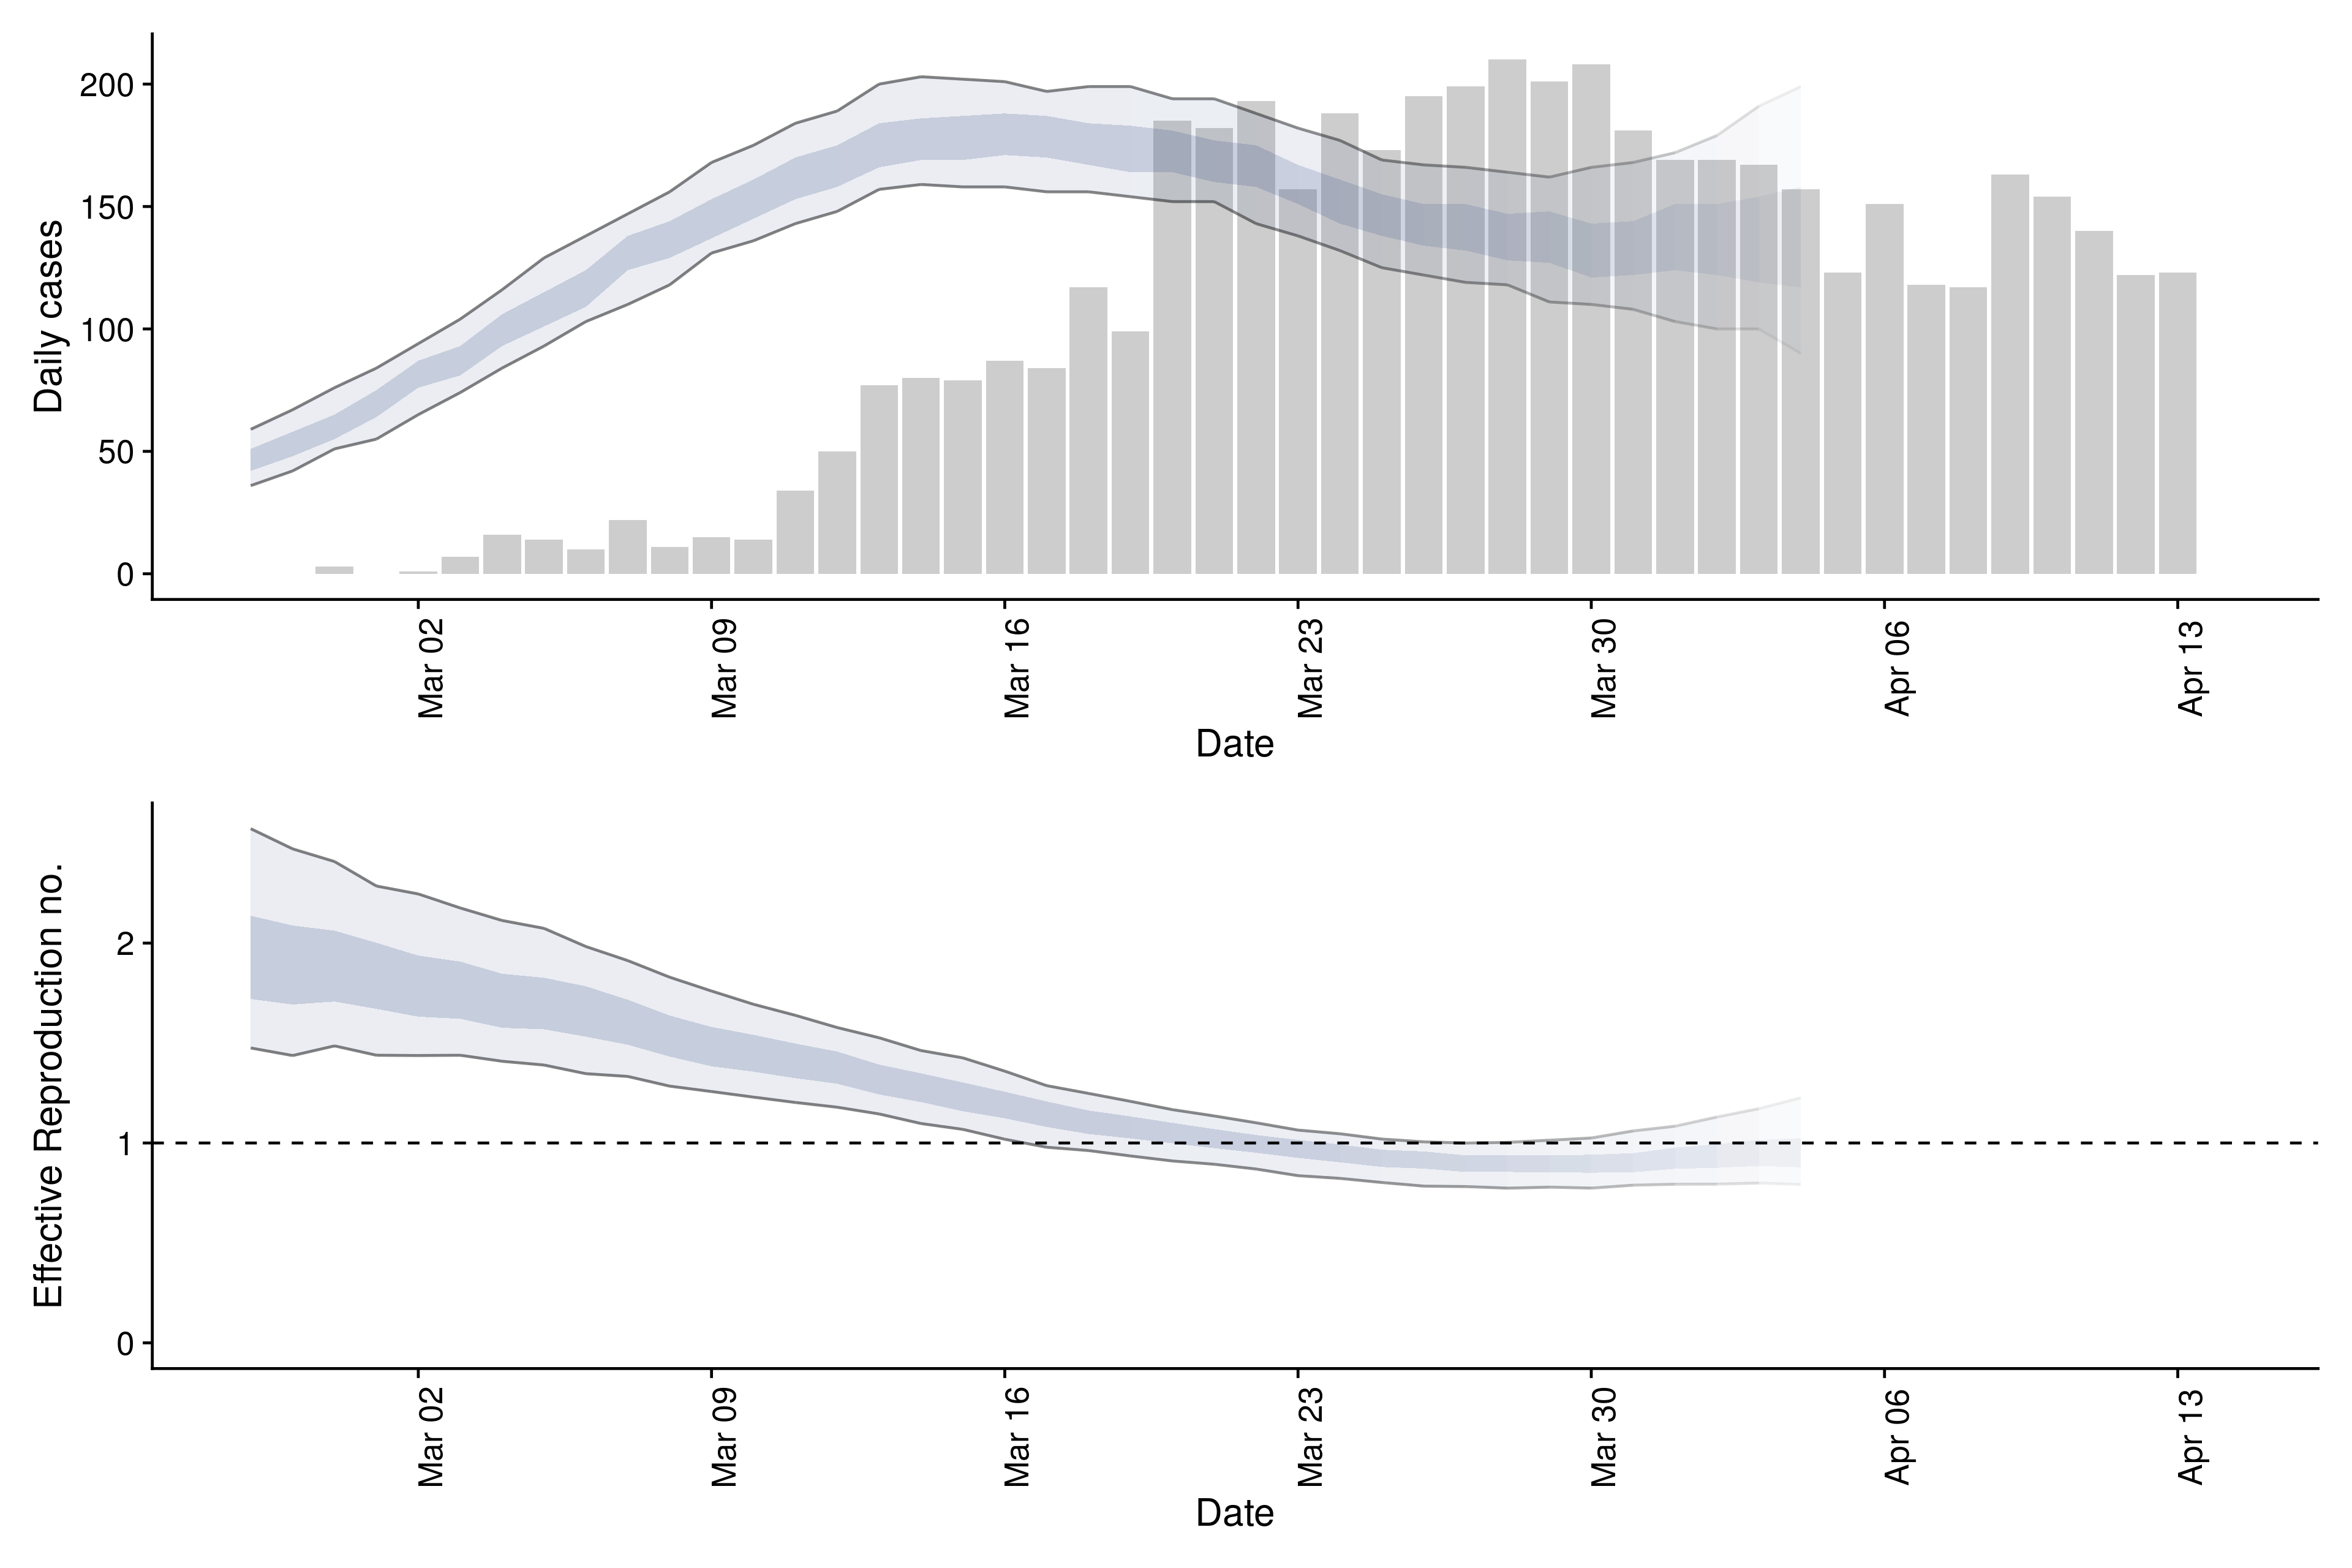 Daily cases
200
150
100
50
0
Mar 02
Mar 09
Mar 16
Mar 23
Mar 30
Apr 06
Apr 13
Date
Effective Reproduction no.
2
1
0
Mar 02
Mar 09
Mar 16
Mar 23
Mar 30
Apr 06
Apr 13
Date